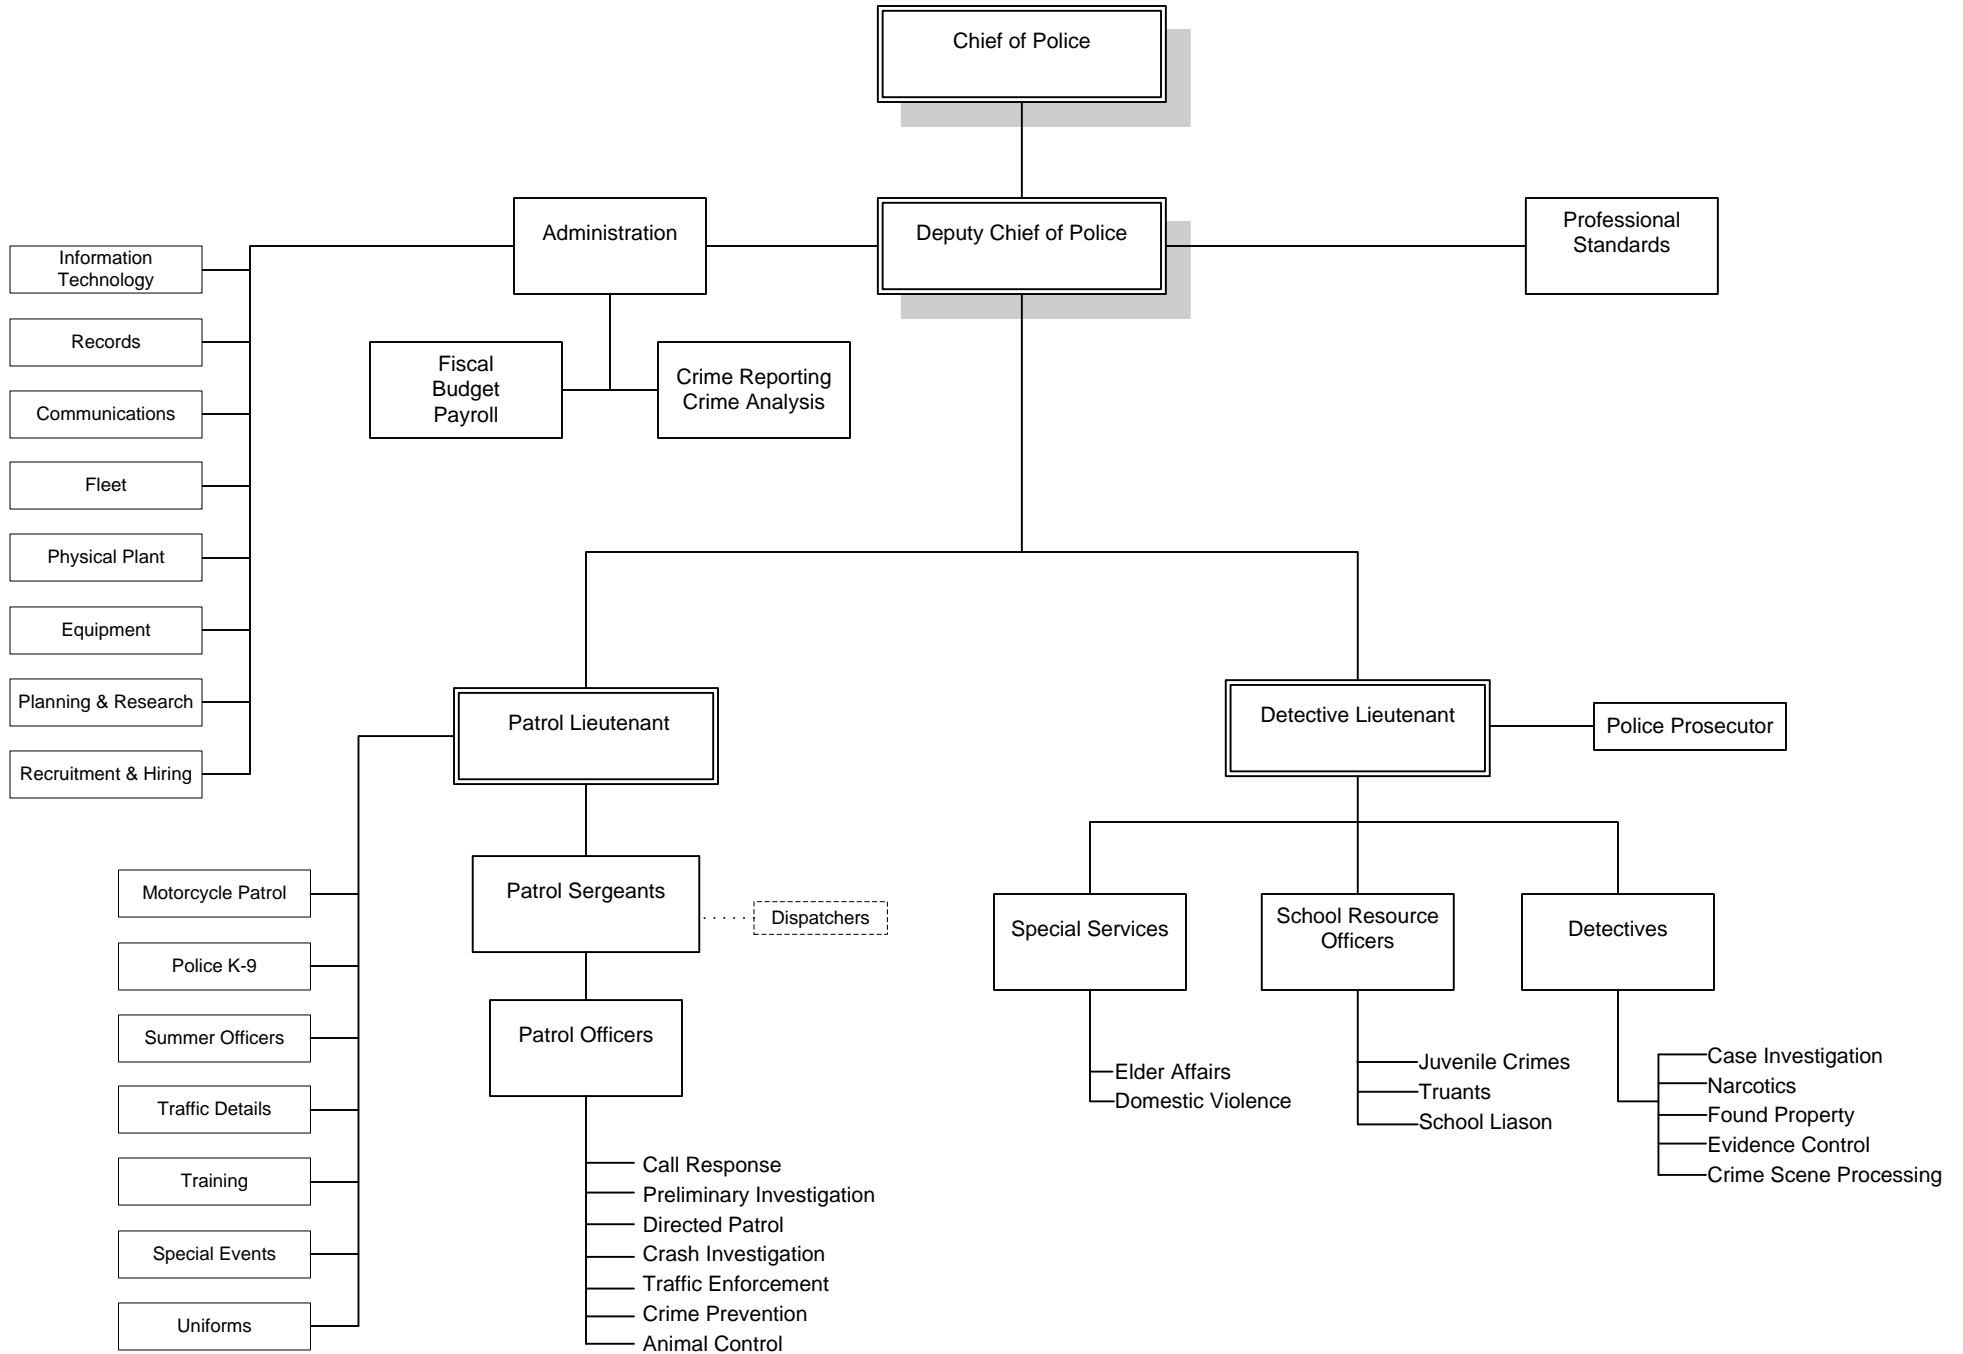 Chief of Police
Administration
Deputy Chief of Police
Professional
Standards
Information
Technology
Records
Communications
Fleet
Physical Plant
Equipment
Planning & Research
Recruitment & Hiring
Fiscal
Budget
Payroll
Crime Reporting
Crime Analysis
Patrol Lieutenant
Detective Lieutenant
Police Prosecutor
Motorcycle Patrol
Police K-9
Summer Officers
Traffic Details
Training
Special Events
Uniforms
Patrol Sergeants
Dispatchers
Patrol Officers
Call Response
Preliminary Investigation
Directed Patrol
Crash Investigation
Traffic Enforcement
Crime Prevention
Animal Control
Special Services
School Resource
Officers
Detectives
Elder Affairs
Domestic Violence
Juvenile Crimes
Truants
School Liason
Case Investigation
Narcotics
Found Property
Evidence Control
Crime Scene Processing